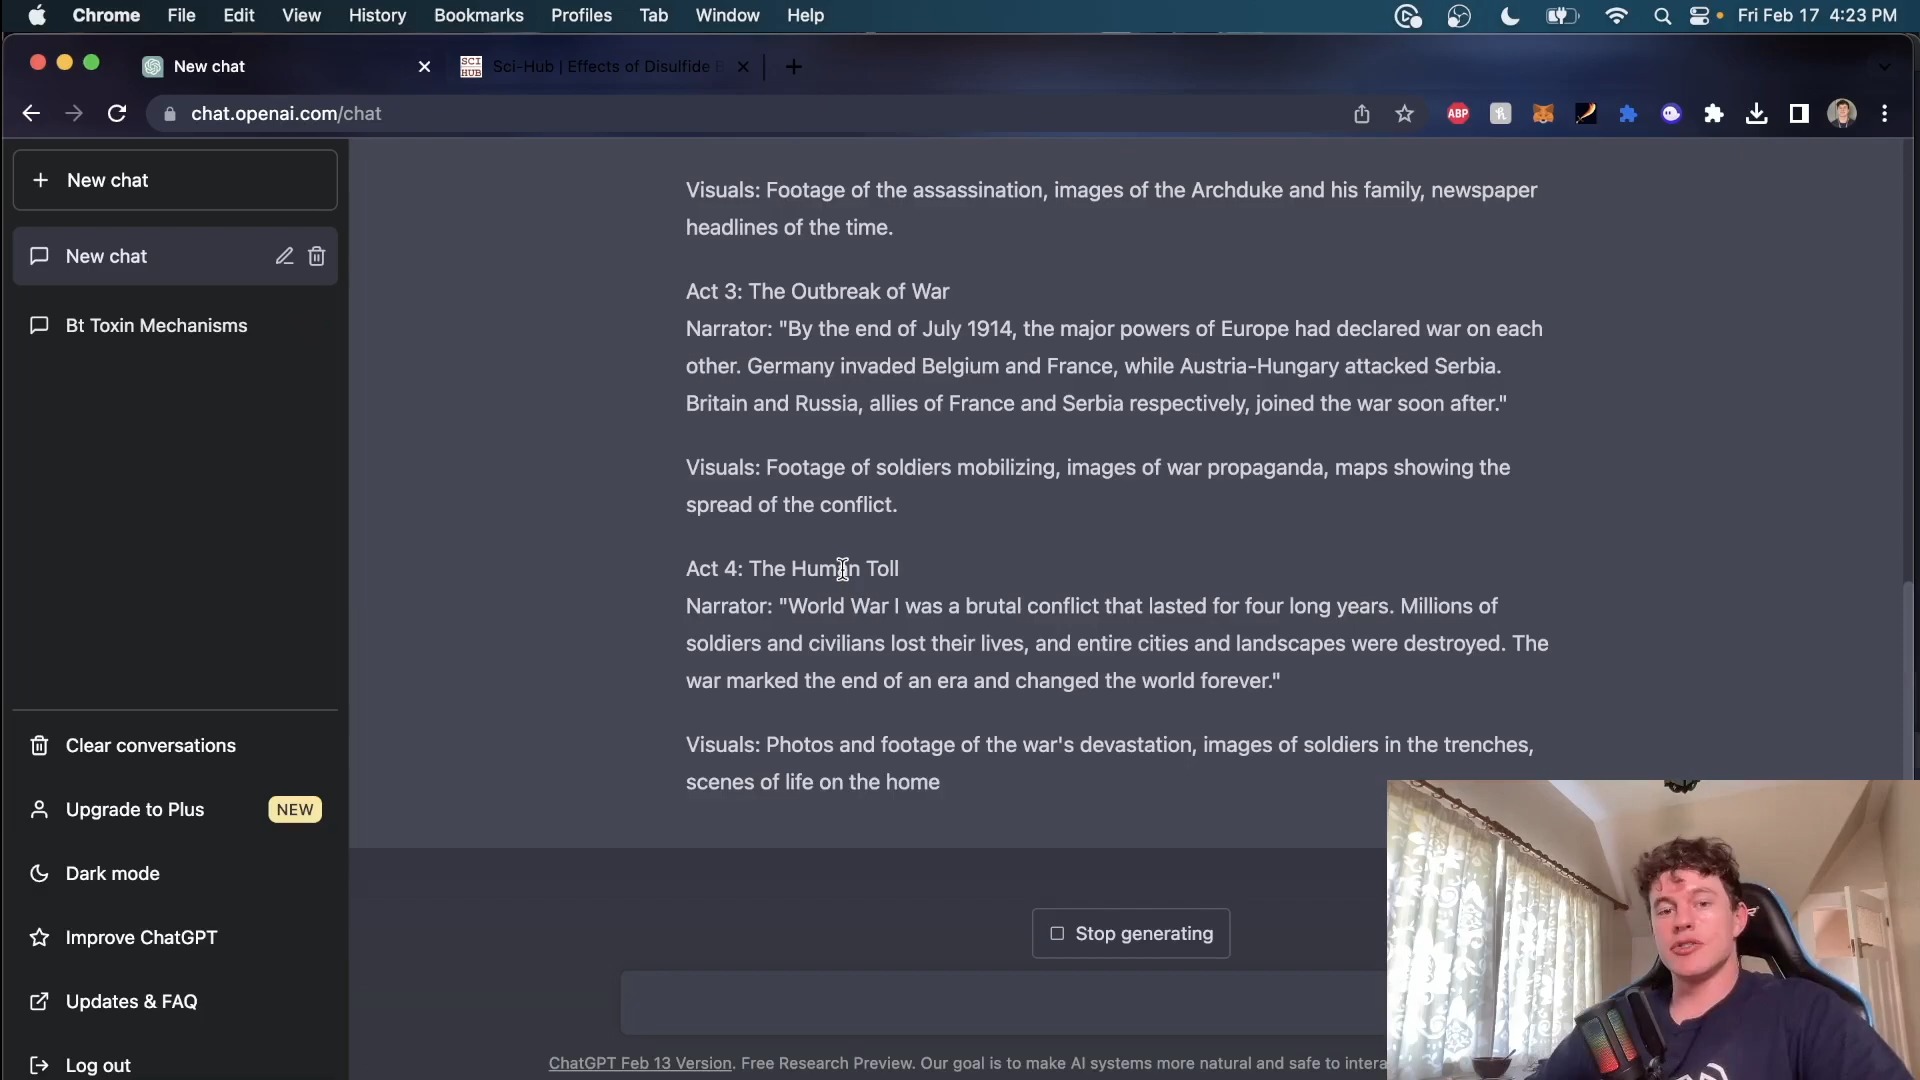 Chrome File Edit View History Bookmarks Profiles Tab Window Help Fri Feb 17 4:23 PM
New chat
SCI HUB Sci-Hub | Effects of Disulfide
chat.openai.com/chat
ABP
New chat
New chat
Bt Toxin Mechanisms
Clear conversations
Upgrade to Plus NEW
Dark mode
Improve ChatGPT
Updates & FAQ
Log out
Visuals: Footage of the assassination, images of the Archduke and his family, newspaper
headlines of the time.
Act 3: The Outbreak of War
Narrator: "By the end of July 1914, the major powers of Europe had declared war on each
other. Germany invaded Belgium and France, while Austria-Hungary attacked Serbia.
Britain and Russia, allies of France and Serbia respectively, joined the war soon after."
Visuals: Footage of soldiers mobilizing, images of war propaganda, maps showing the
spread of the conflict.
Act 4: The Human Toll
Narrator: "World War I was a brutal conflict that lasted for four long years. Millions of
soldiers and civilians lost their lives, and entire cities and landscapes were destroyed. The
war marked the end of an era and changed the world forever."
Visuals: Photos and footage of the war's devastation, images of soldiers in the trenches,
scenes of life on the home
Stop generating
ChatGPT Feb 13 Version. Free Research Preview. Our goal is to make AI systems more natural and safe to intera